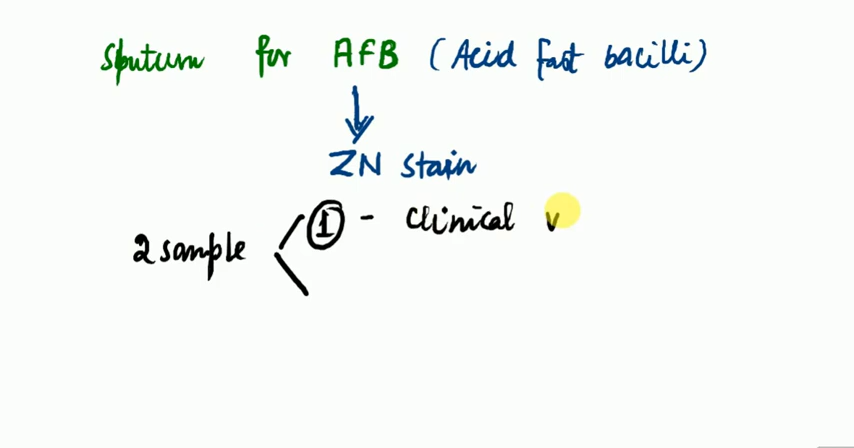 Sputum for AFB (Acid fast bacilli)
ZN stain
2 sample
1 - Clinical v